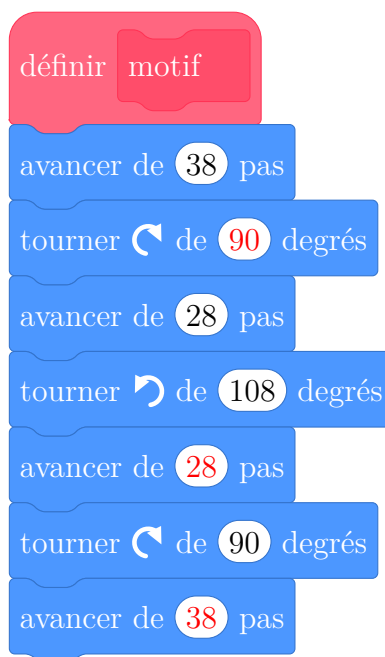 définir motif
avancer de 38 pas
tourner ↻ de 90 degrés
avancer de 28 pas
tourner ↺ de 108 degrés
avancer de 28 pas
tourner ↻ de 90 degrés
avancer de 38 pas